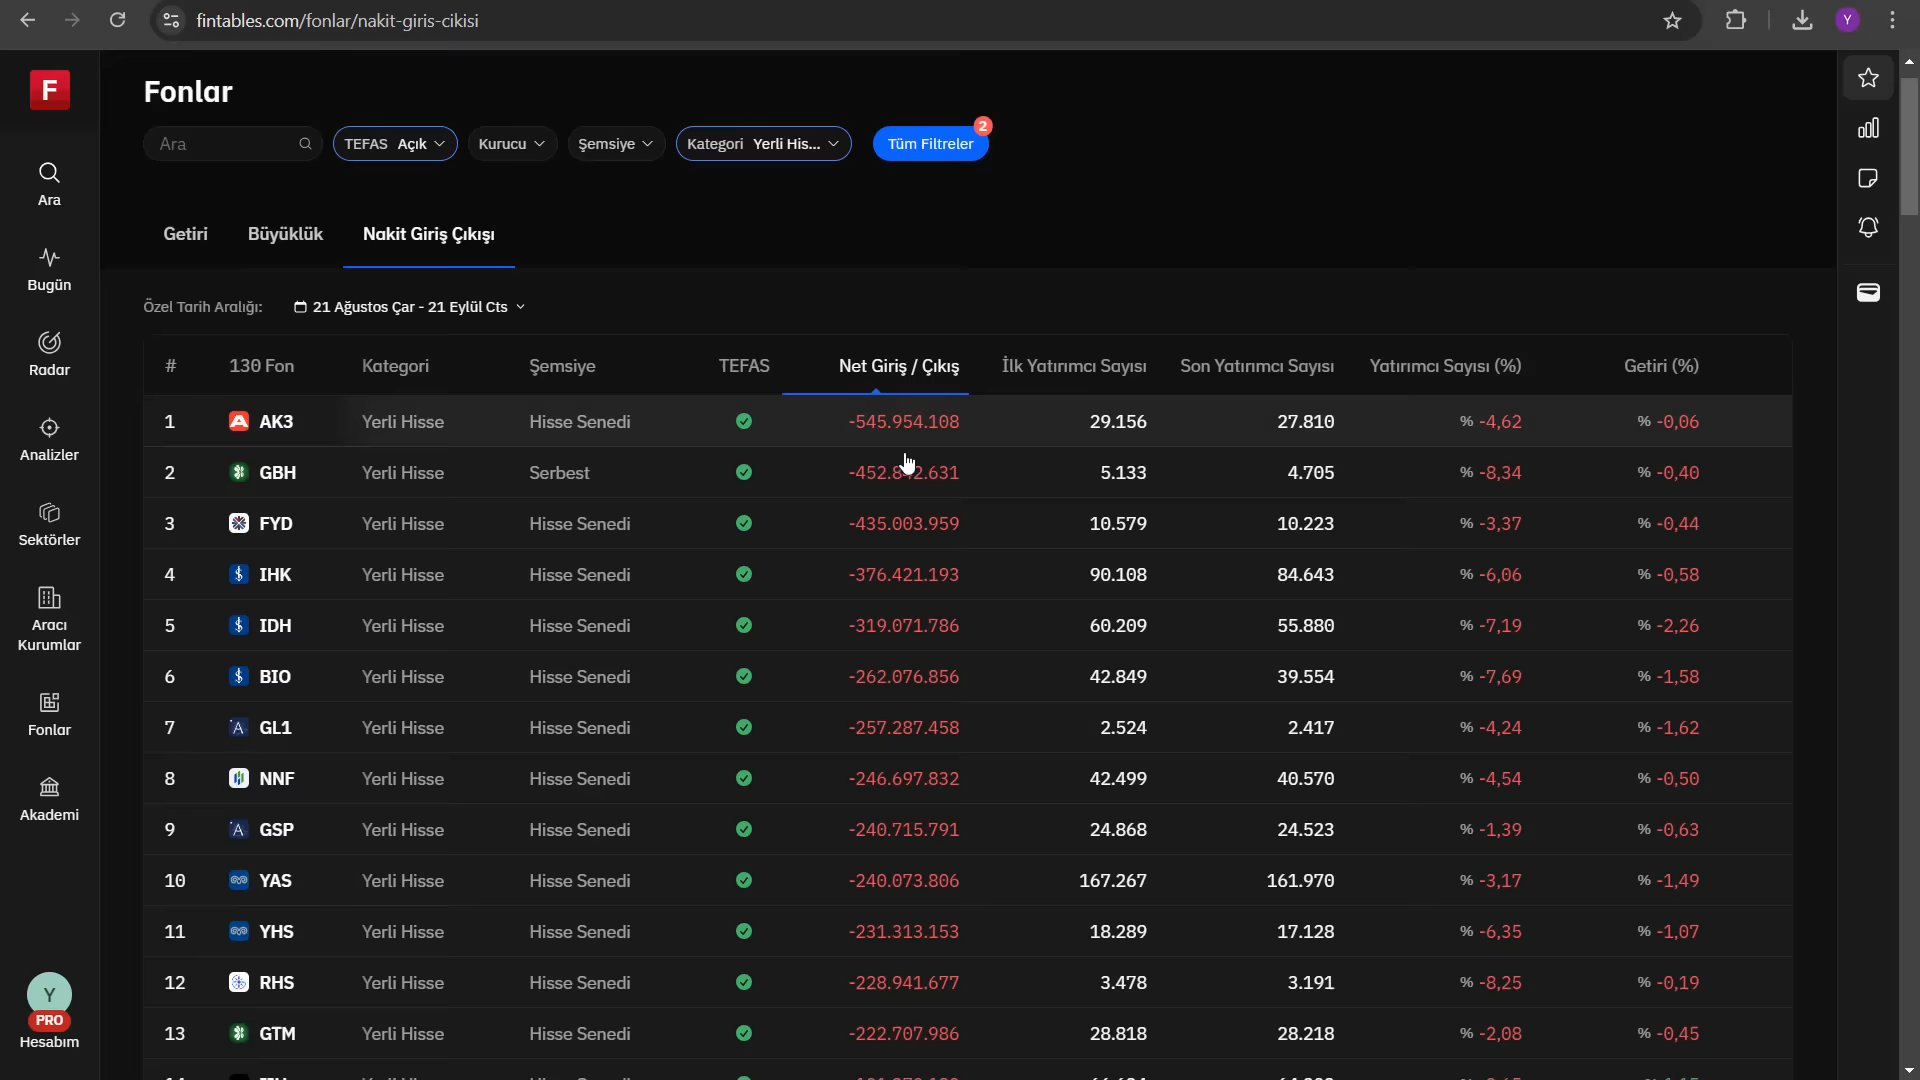 fintables.com/fonlar/nakit-giris-cikisi
Y
F
Ara
Bugün
Radar
Analizler
Sektörler
Aracı
Kurumlar
Fonlar
Akademi
Y
PRO
Hesabım
Fonlar
Ara
TEFAS Açık
Kurucu
Şemsiye
Kategori Yerli His...
Tüm Filtreler
2
Getiri Büyüklük Nakit Giriş Çıkışı
Özel Tarih Aralığı: 21 Ağustos Çar - 21 Eylül Cts
# 130 Fon Kategori Şemsiye TEFAS Net Giriş / Çıkış İlk Yatırımcı Sayısı Son Yatırımcı Sayısı Yatırımcı Sayısı (%) Getiri (%)
1 AK3 Yerli Hisse Hisse Senedi -545.954.108 29.156 27.810 % -4,62 % -0,06
2 GBH Yerli Hisse Serbest 5.133 4.705 % -8,34 % -0,40
3 FYD Yerli Hisse Hisse Senedi -435.003.959 10.579 10.223 % -3,37 % -0,44
4 IHK Yerli Hisse Hisse Senedi -376.421.193 90.108 84.643 % -6,06 % -0,58
5 IDH Yerli Hisse Hisse Senedi -319.071.786 60.209 55.880 % -7,19 % -2,26
6 BIO Yerli Hisse Hisse Senedi -262.076.856 42.849 39.554 % -7,69 % -1,58
7 GL1 Yerli Hisse Hisse Senedi -257.287.458 2.524 2.417 % -4,24 % -1,62
8 NNF Yerli Hisse Hisse Senedi -246.697.832 42.499 40.570 % -4,54 % -0,50
9 GSP Yerli Hisse Hisse Senedi -240.715.791 24.868 24.523 % -1,39 % -0,63
10 YAS Yerli Hisse Hisse Senedi -240.073.806 167.267 161.970 % -3,17 % -1,49
11 YHS Yerli Hisse Hisse Senedi -231.313.153 18.289 17.128 % -6,35 % -1,07
12 RHS Yerli Hisse Hisse Senedi -228.941.677 3.478 3.191 % -8,25 % -0,19
13 GTM Yerli Hisse Hisse Senedi -222.707.986 28.818 28.218 % -2,08 % -0,45